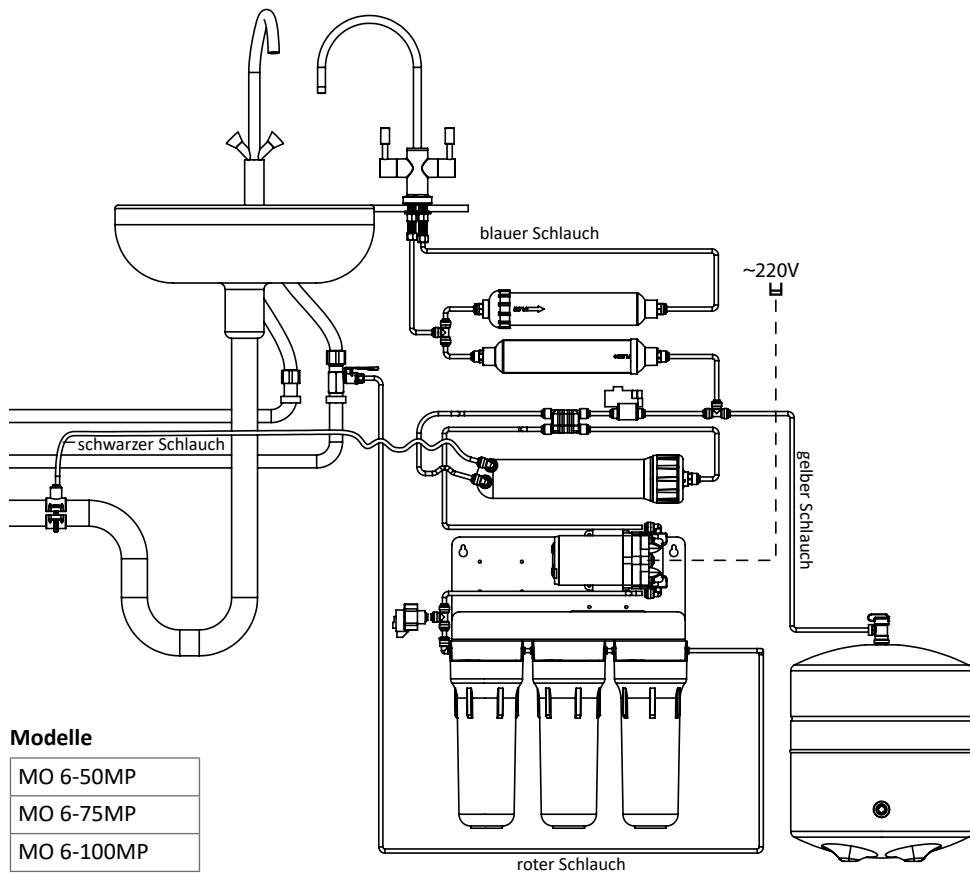 blauer Schlauch
~220V
schwarzer Schlauch
gelber Schlauch
Modelle
MO 6-50MP
MO 6-75MP
MO 6-100MP
roter Schlauch